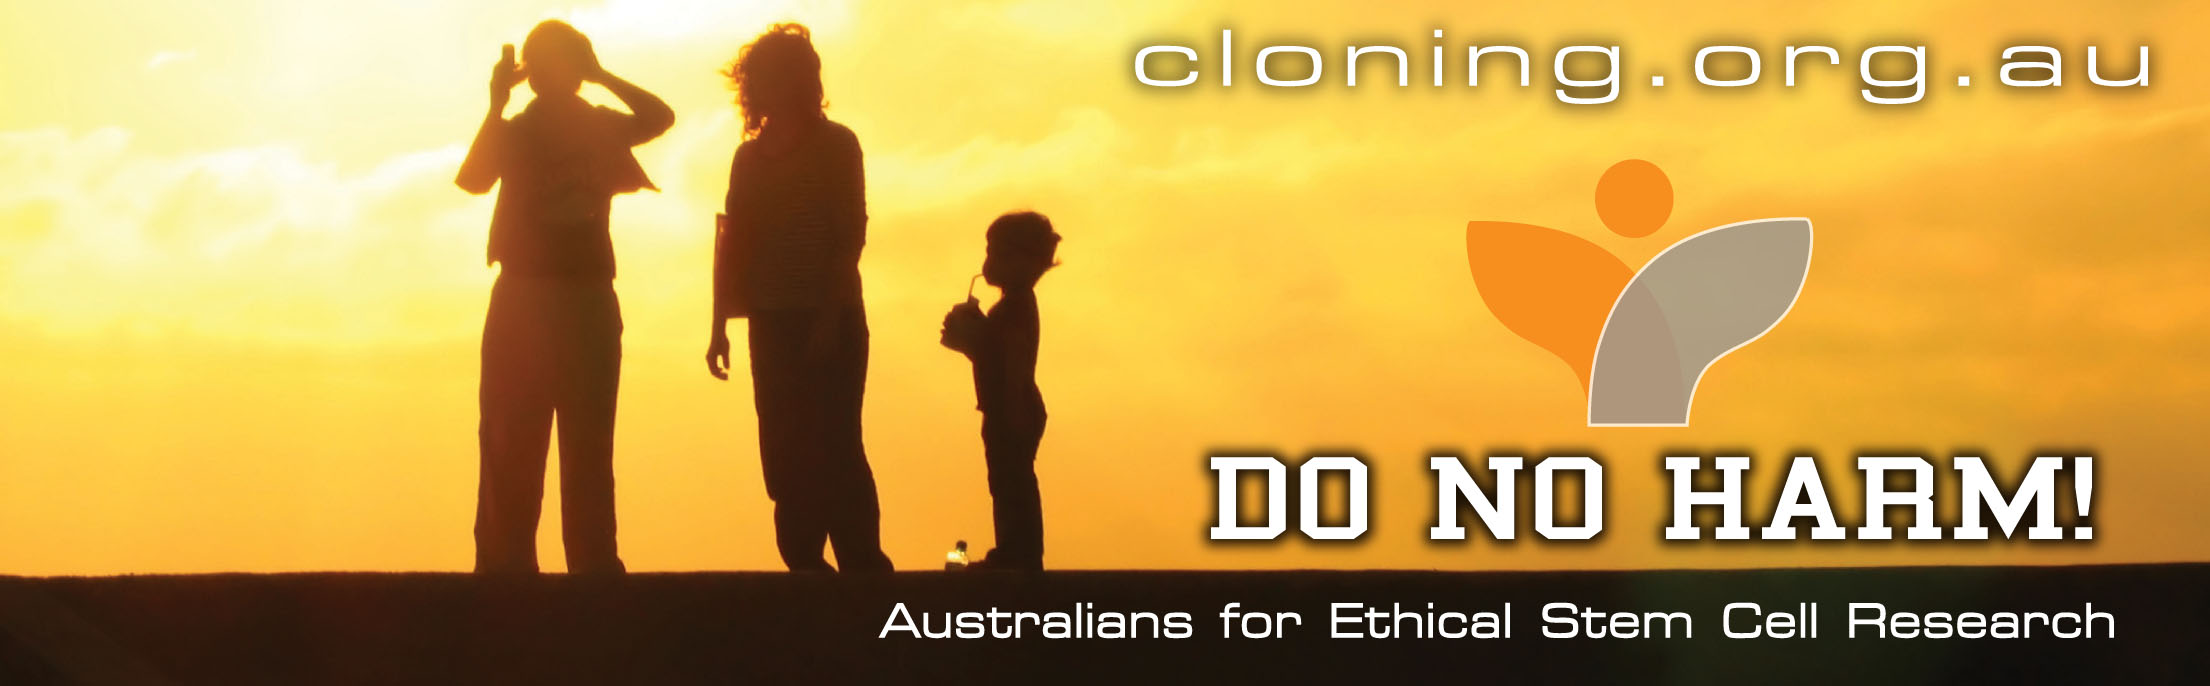 cloning.org.au
DO NO HARM!
Australians for Ethical Stem Cell Research